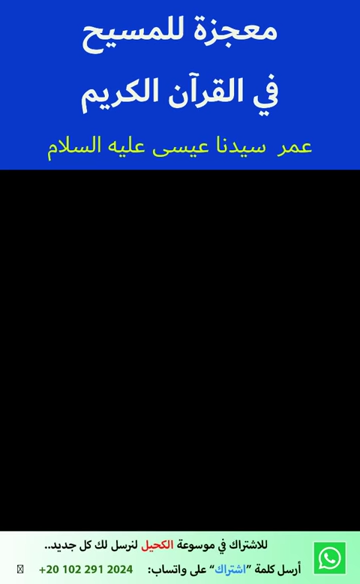 معجزة للمسيح
في القرآن الكريم
عمر سيدنا عيسى عليه السلام
للاشتراك في موسوعة الكحيل لنرسل لك كل جديد..
أرسل كلمة ”اشتراك“ على واتساب: +20 102 291 2024